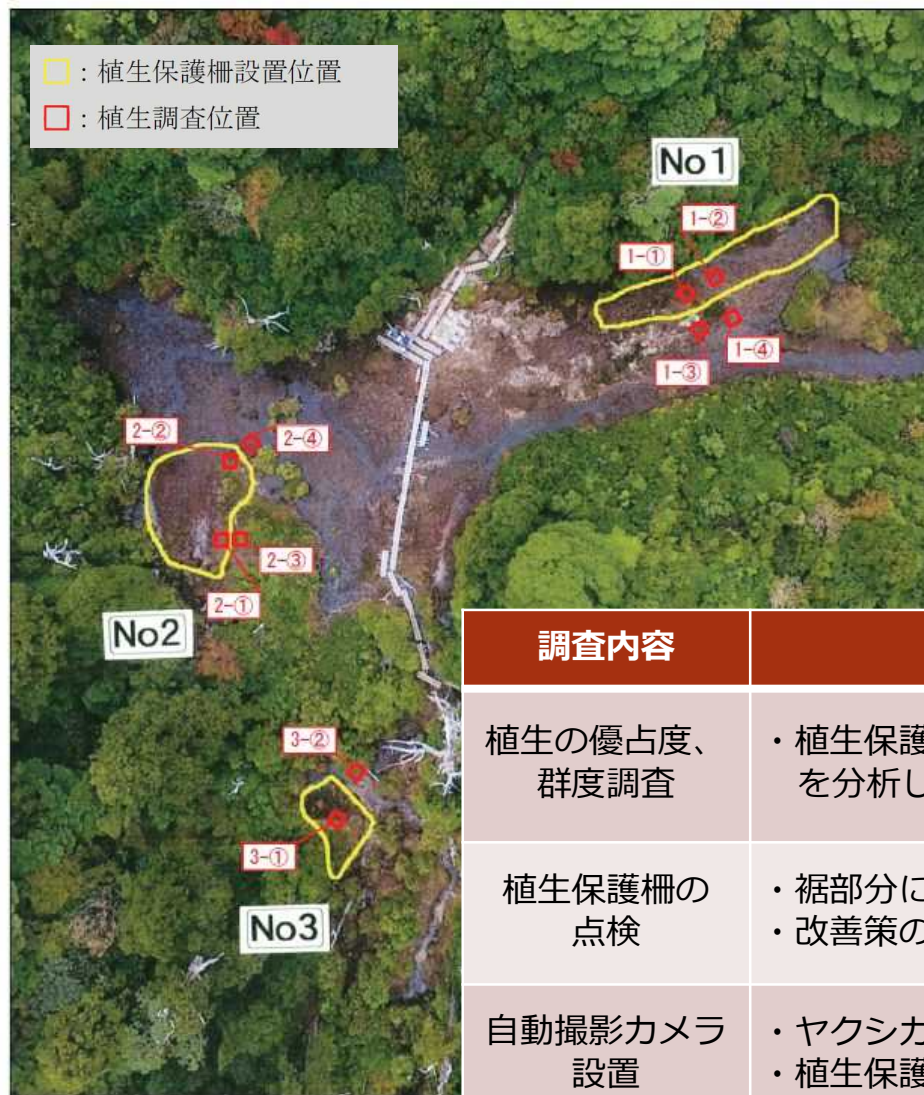 ：植生保護柵設置位置
：植生調査位置
No1
1-②
1-①
1-③
1-④
2-②
2-④
2-③
2-①
No2
3-②
3-①
No3
調査内容
植生の優占度、
群度調査
・植生保護
を分析し
植生保護柵の
点検
・裾部分に
・改善策の
自動撮影カメラ
設置
・ヤクシカ
・植生保護